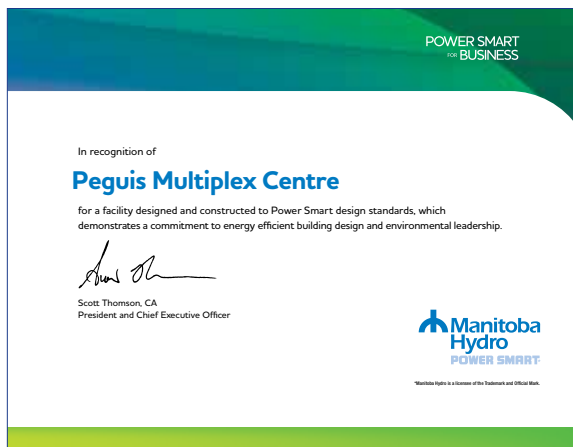 POWER SMART
FOR BUSINESS
In recognition of
Peguis Multiplex Centre
for a facility designed and constructed to Power Smart design standards, which
demonstrates a commitment to energy efficient building design and environmental leadership.
Scott Thomson, CA
President and Chief Executive Officer
Manitoba
Hydro
POWER SMART*
*Manitoba Hydro is a licensee of the Trademark and Official Mark.